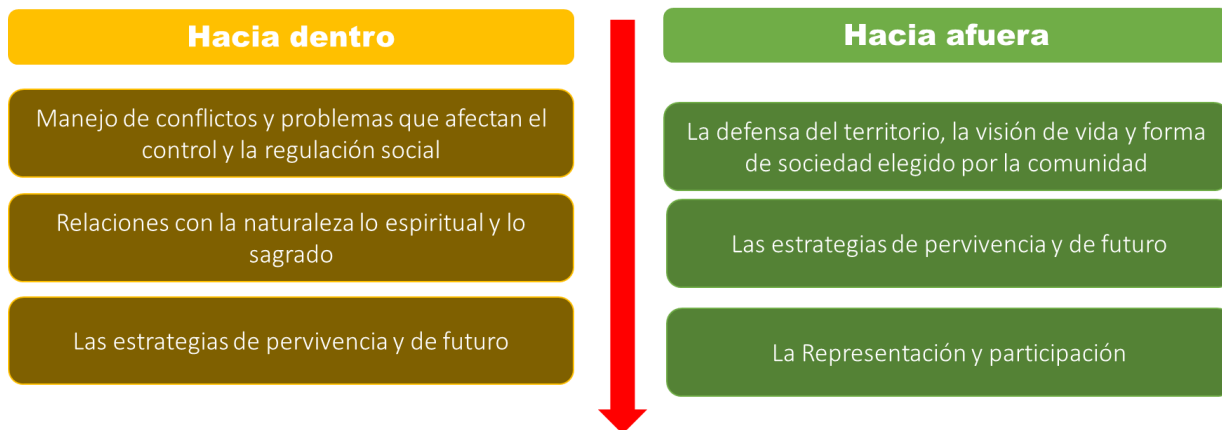 Hacia dentro
Manejo de conflictos y problemas que afectan el
control y la regulación social
Relaciones con la naturaleza lo espiritual y lo
sagrado
Las estrategias de pervivencia y de futuro
Hacia afuera
La defensa del territorio, la visión de vida y forma
de sociedad elegido por la comunidad
Las estrategias de pervivencia y de futuro
La Representación y participación